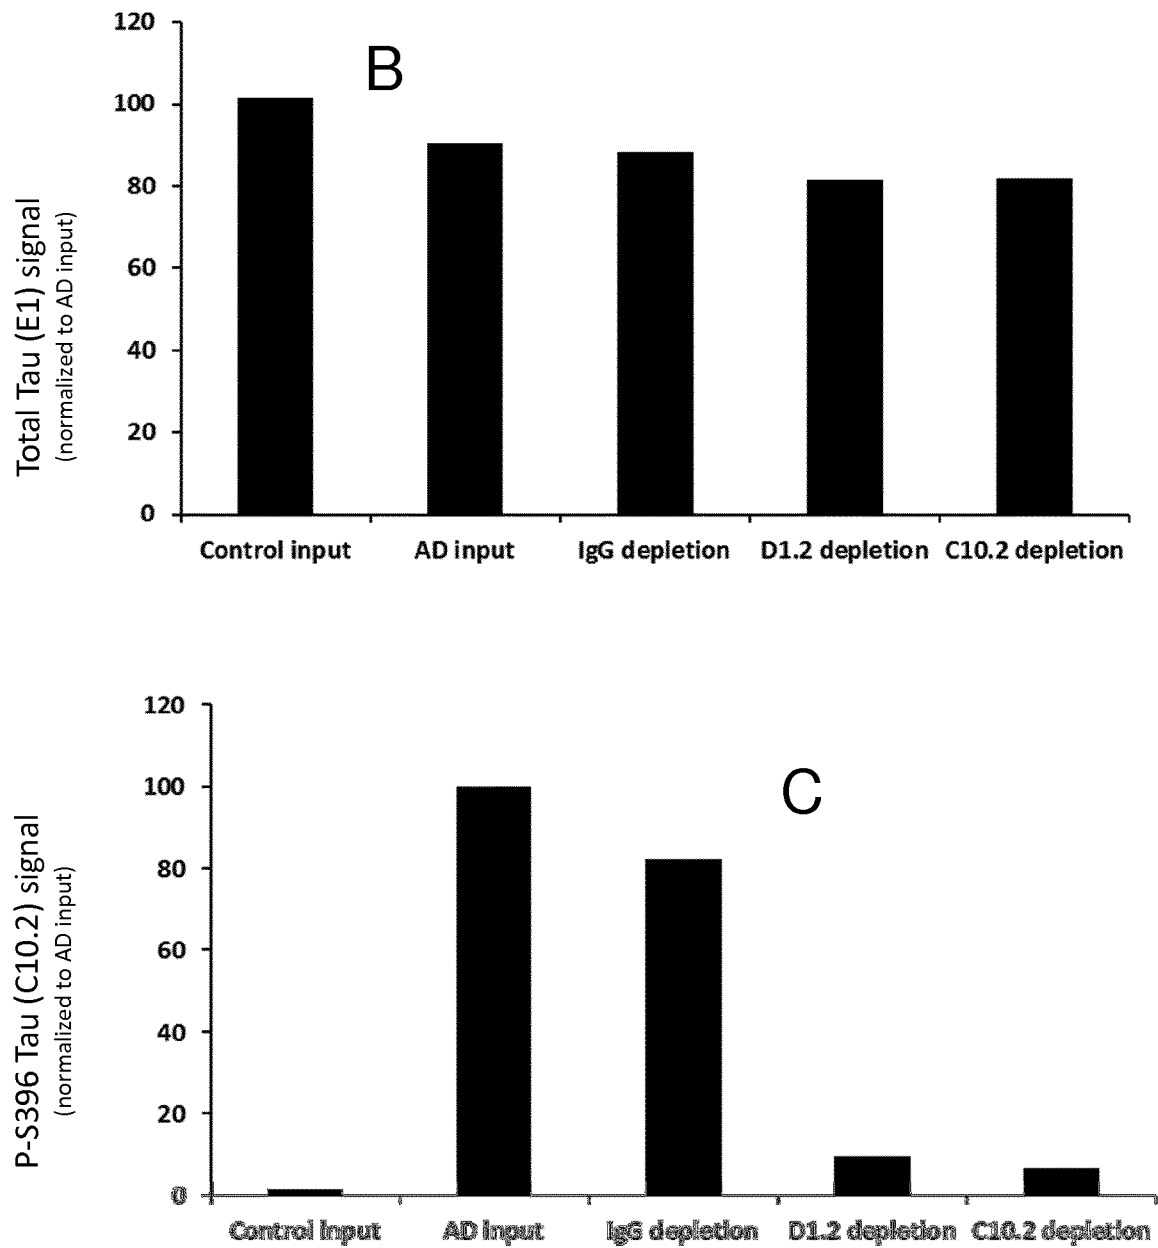 120
B
100
80
60
40
20
0
Total Tau (E1) signal
(normalized to AD input)
Control input AD input IgG depletion D1.2 depletion C10.2 depletion
120
100
C
80
60
40
20
0
P-S396 Tau (C10.2) signal
(normalized to AD input)
Control input AD input IgG depletion D1.2 depletion C10.2 depletion